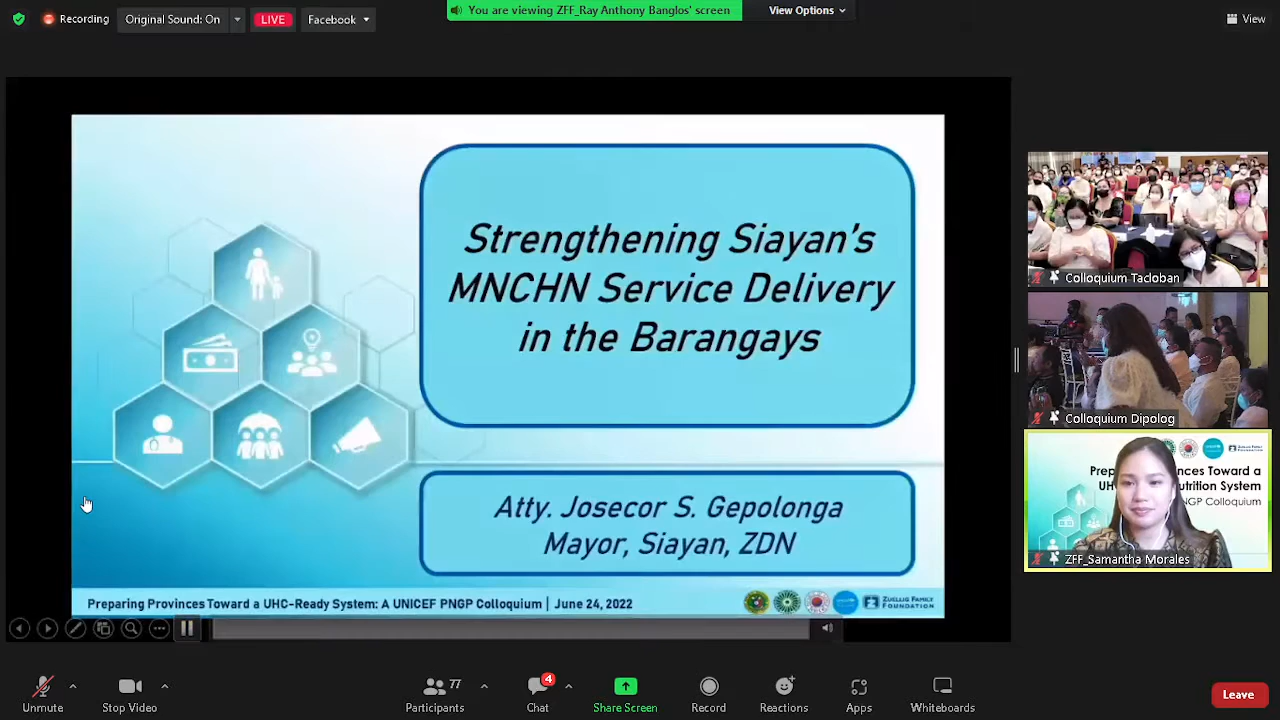 Recording
Original Sound: On
LIVE
Facebook
You are viewing ZFF_Ray Anthony Banglos' screen
View Options
View
Strengthening Siayan's
MNCHN Service Delivery
in the Barangays
Atty. Josecor S. Gepolonga
Mayor, Siayan, ZDN
Preparing Provinces Toward a UHC-Ready System: A UNICEF PNGP Colloquium | June 24, 2022
ZUELLIG FAMILY
FOUNDATION
Colloquium Tacloban
Colloquium Dipolog
Toward a
System
Colloquium
ZFF_Samantha Morales
Unmute
Stop Video
77
Participants
4
Chat
Share Screen
Record
Reactions
Apps
Whiteboards
Leave